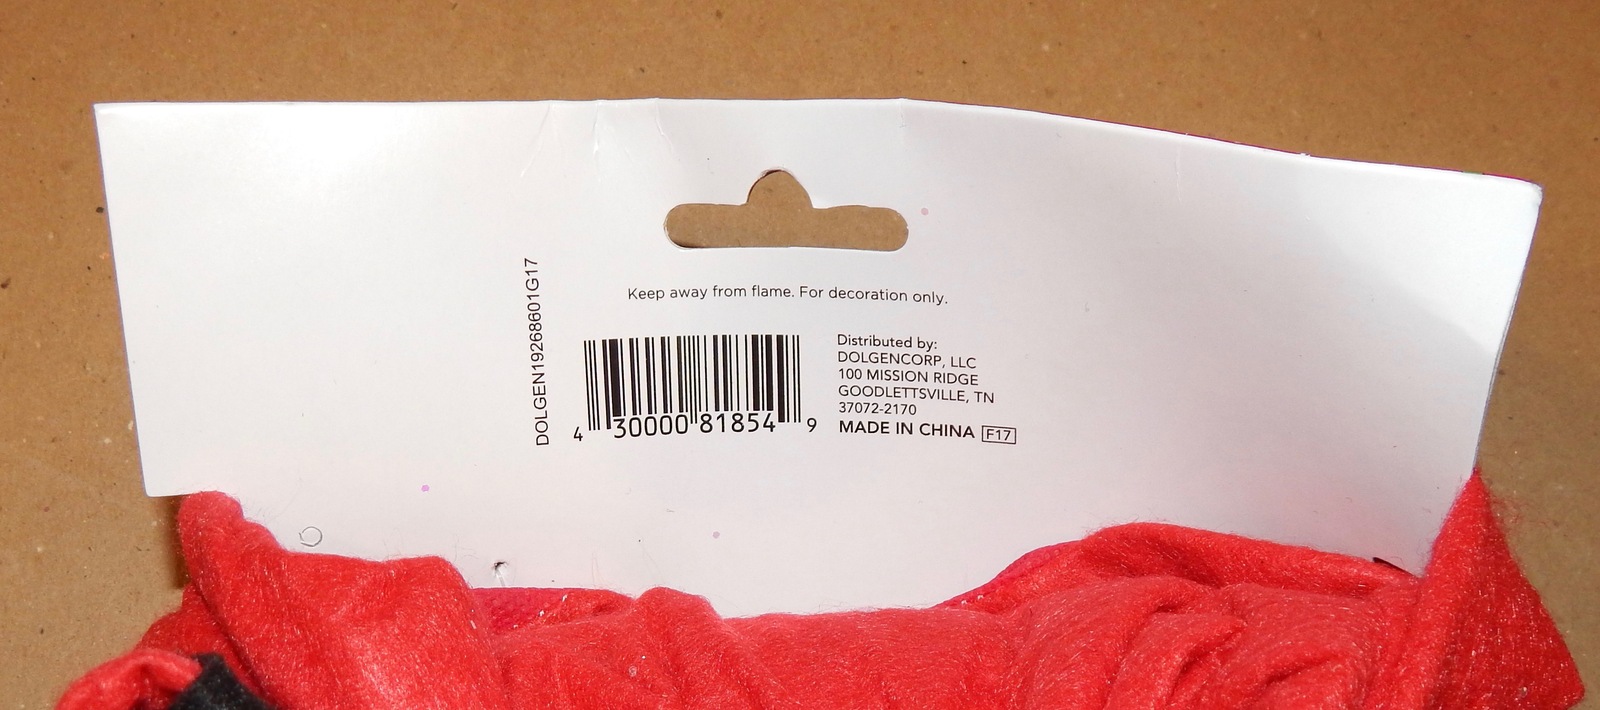 Keep away from flame. For decoration only.
DOLGEN19268601G17
4 30000 81854 9
Distributed by:
DOLGENCORP, LLC
100 MISSION RIDGE
GOODLETTSVILLE, TN
37072-2170
MADE IN CHINA F17